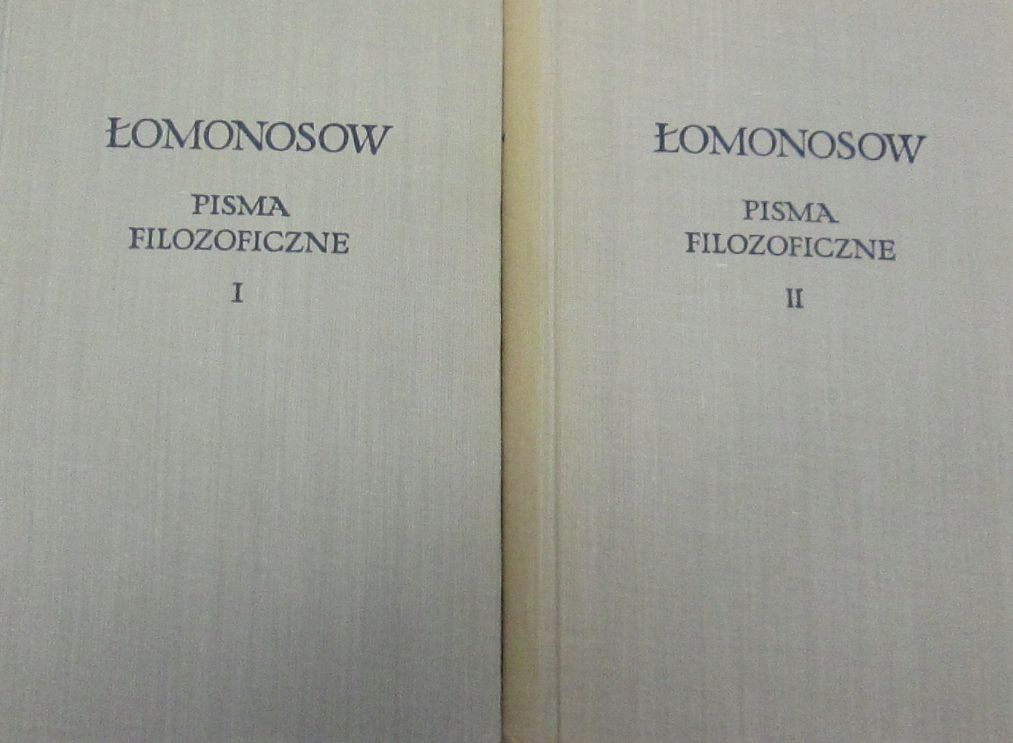 ŁOMONOSOW
PISMA
FILOZOFICZNE
I
ŁOMONOSOW
PISMA
FILOZOFICZNE
II